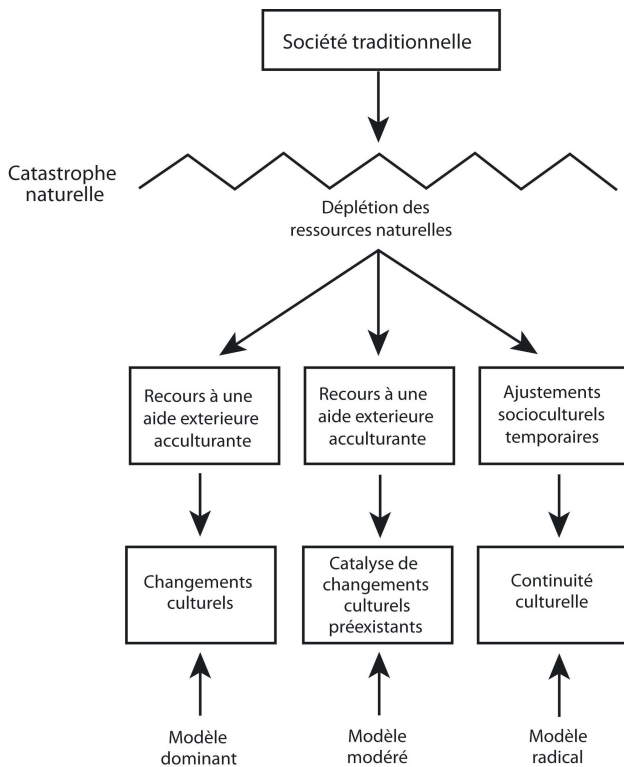 Société traditionnelle
Catastrophe
naturelle
Déplétion des
ressources naturelles
Recours à une
aide exterieure
acculturante
Recours à une
aide exterieure
acculturante
Ajustements
socioculturels
temporaires
Changements
culturels
Catalyse de
changements
culturels
préexistants
Continuité
culturelle
Modèle
dominant
Modèle
modéré
Modèle
radical